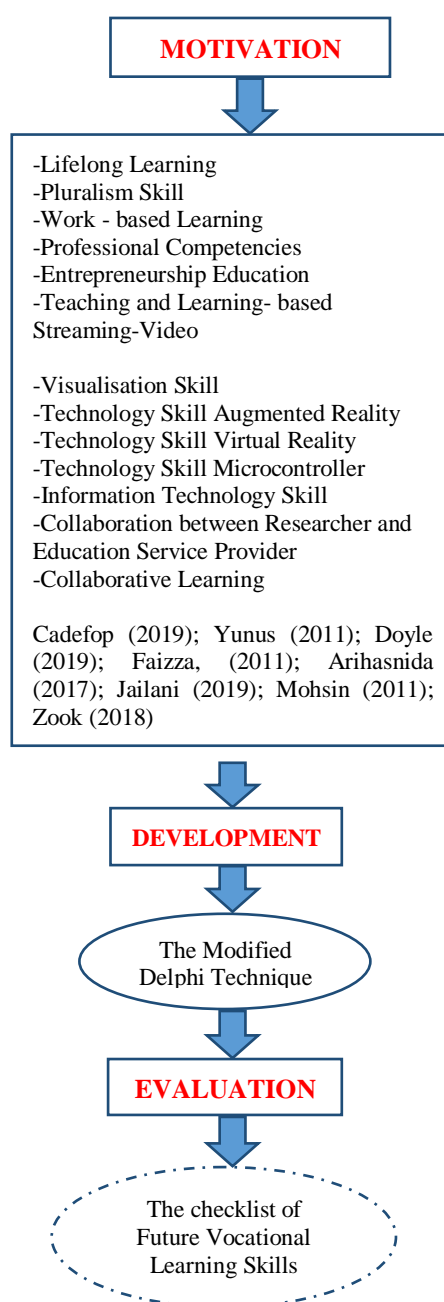 MOTIVATION
-Lifelong Learning
-Pluralism Skill
-Work - based Learning
-Professional Competencies
-Entrepreneurship Education
-Teaching and Learning- based
Streaming-Video
-Visualisation Skill
-Technology Skill Augmented Reality
-Technology Skill Virtual Reality
-Technology Skill Microcontroller
-Information Technology Skill
-Collaboration between Researcher and
Education Service Provider
-Collaborative Learning
Cadefop (2019); Yunus (2011); Doyle
(2019); Faizza, (2011); Arihasnida
(2017); Jailani (2019); Mohsin (2011);
Zook (2018)
DEVELOPMENT
The Modified
Delphi Technique
EVALUATION
The checklist of
Future Vocational
Learning Skills